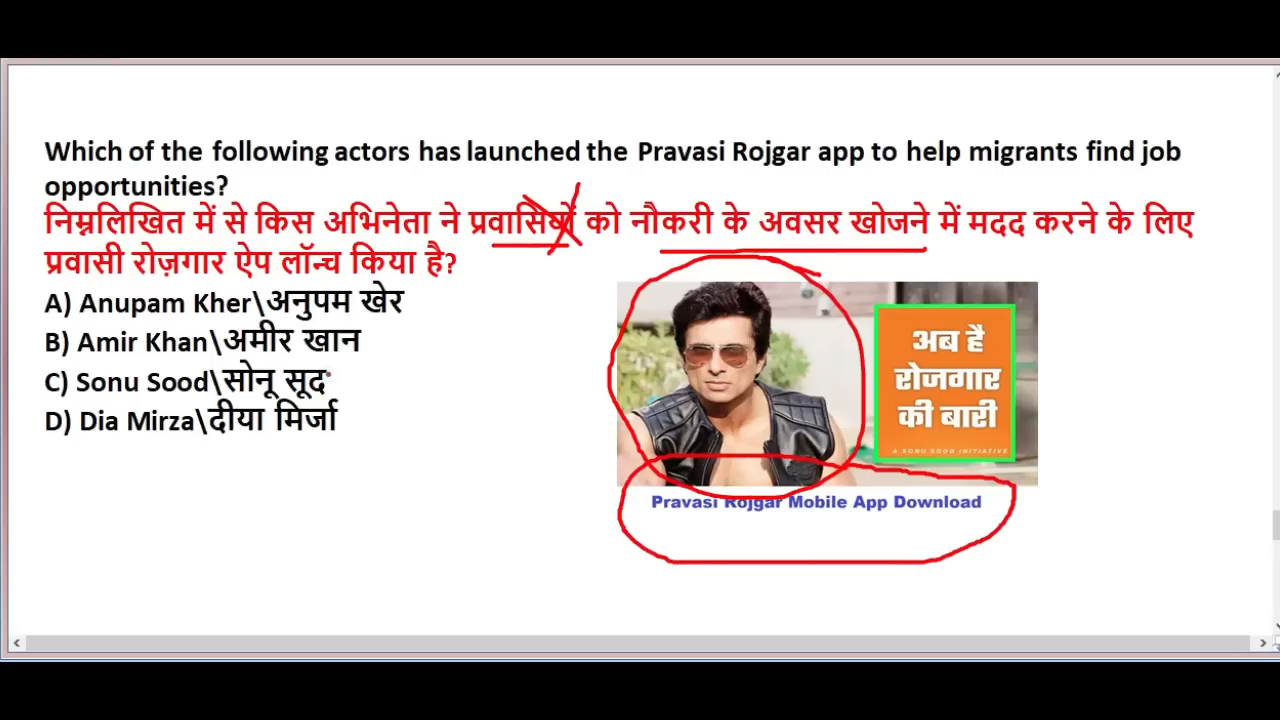 Which of the following actors has launched the Pravasi Rojgar app to help migrants find job
opportunities?
निम्नलिखित में से किस अभिनेता ने प्रवासियों को नौकरी के अवसर खोजने में मदद करने के लिए
प्रवासी रोज़गार ऐप लॉन्च किया है?
A) Anupam Kher\अनुपम खेर
B) Amir Khan\अमीर खान
C) Sonu Sood\सोनू सूद
D) Dia Mirza\दीया मिर्जा
अब है
रोजगार
की बारी
A SONU SOOD INITIATIVE
Pravasi Rojgar Mobile App Download